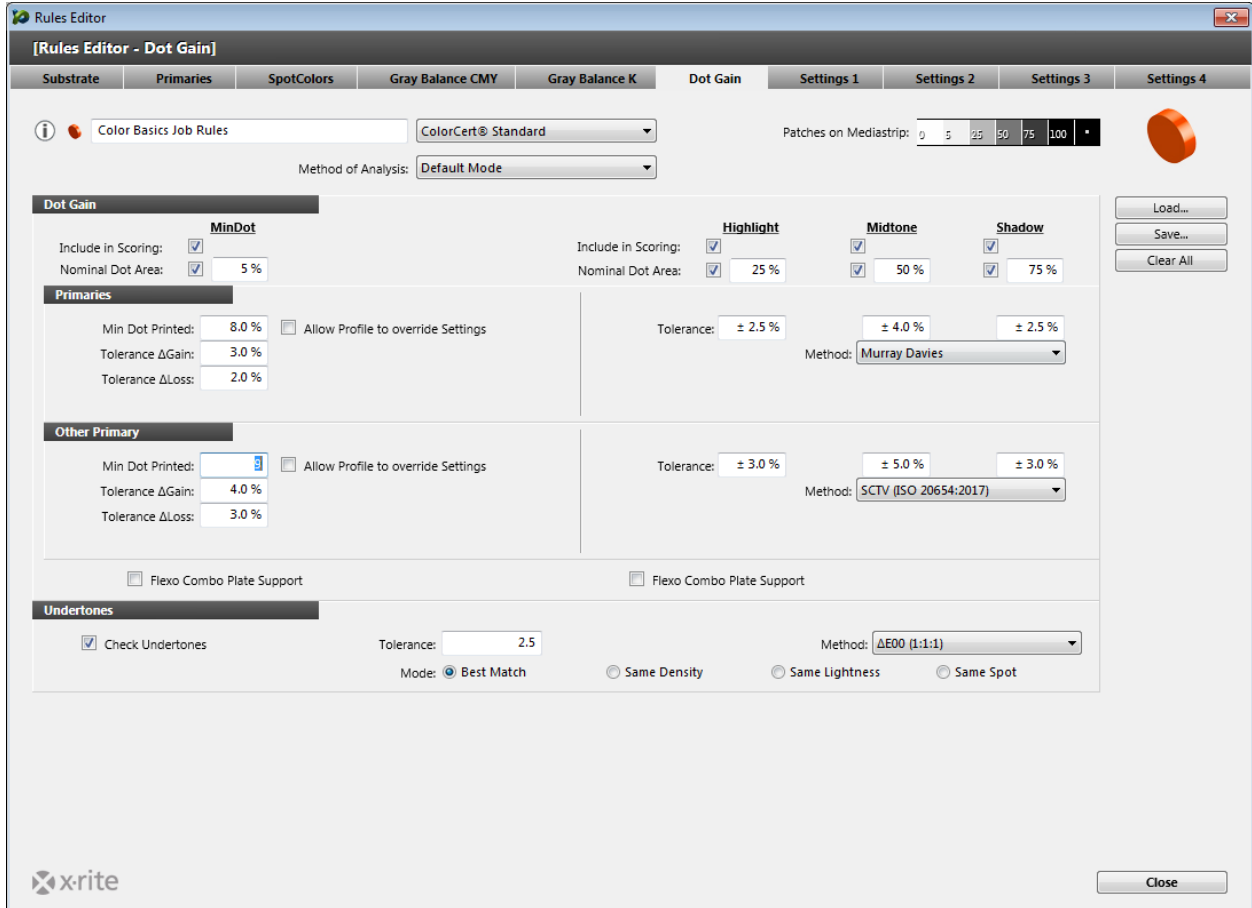 Rules Editor
[Rules Editor - Dot Gain]
Substrate Primaries SpotColors Gray Balance CMY Gray Balance K Dot Gain Settings 1 Settings 2 Settings 3 Settings 4
i Color Basics Job Rules ColorCert® Standard Patches on Mediastrip: 0 5 25 50 75 100 *
Method of Analysis: Default Mode
Dot Gain
Load...
MinDot Highlight Midtone Shadow
Save...
Include in Scoring: Include in Scoring:
Clear All
Nominal Dot Area: 5 % Nominal Dot Area: 25 % 50 % 75 %
Primaries
Min Dot Printed: 8.0 % Allow Profile to override Settings Tolerance: ± 2.5 % ± 4.0 % ± 2.5 %
Tolerance ΔGain: 3.0 % Method: Murray Davies
Tolerance ΔLoss: 2.0 %
Other Primary
Min Dot Printed: 9 Allow Profile to override Settings Tolerance: ± 3.0 % ± 5.0 % ± 3.0 %
Tolerance ΔGain: 4.0 % Method: SCTV (ISO 20654:2017)
Tolerance ΔLoss: 3.0 %
Flexo Combo Plate Support Flexo Combo Plate Support
Undertones
Check Undertones Tolerance: 2.5 Method: ΔE00 (1:1:1)
Mode: Best Match Same Density Same Lightness Same Spot
x·rite Close